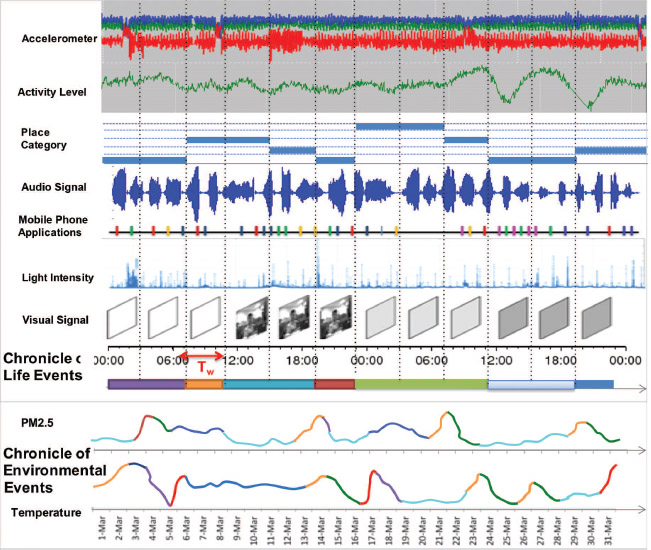 Accelerometer
Activity Level
Place
Category
Audio Signal
Mobile Phone
Applications
Light Intensity
Visual Signal
Chronicle c
Life Events
00:00 06:00 12:00 18:00 00:00 06:00 12:00 18:00 00:00
Tw
PM2.5
Chronicle of
Environmental
Events
Temperature
1-Mar 2-Mar 3-Mar 4-Mar 5-Mar 6-Mar 7-Mar 8-Mar 9-Mar 10-Mar 11-Mar 12-Mar 13-Mar 14-Mar 15-Mar 16-Mar 17-Mar 18-Mar 19-Mar 20-Mar 21-Mar 22-Mar 23-Mar 24-Mar 25-Mar 26-Mar 27-Mar 28-Mar 29-Mar 30-Mar 31-Mar